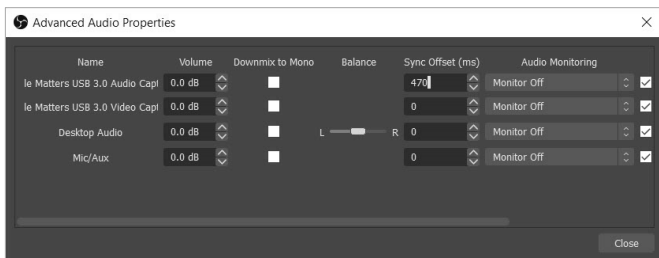 Advanced Audio Properties
Name Volume Downmix to Mono Balance Sync Offset (ms) Audio Monitoring
le Matters USB 3.0 Audio Capt 0.0 dB 470 Monitor Off
le Matters USB 3.0 Video Capt 0.0 dB 0 Monitor Off
Desktop Audio 0.0 dB L R 0 Monitor Off
Mic/Aux 0.0 dB 0 Monitor Off
Close